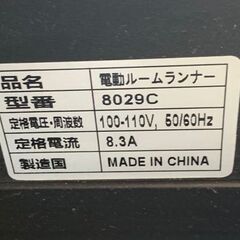 品名 電動ルームランナー
型番 8029C
定格電圧・周波数 100-110V, 50/60Hz
定格電流 8.3A
製造国 MADE IN CHINA